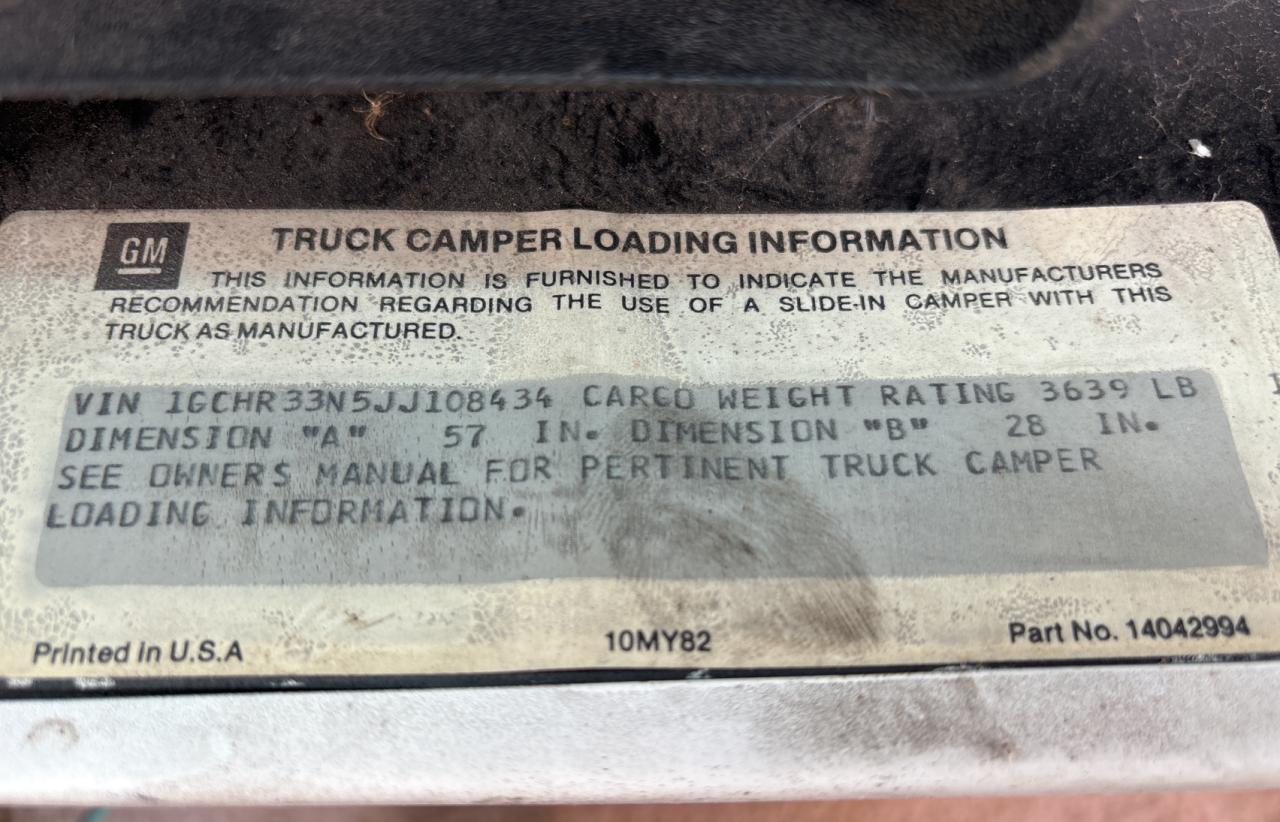 GM
TRUCK CAMPER LOADING INFORMATION
THIS INFORMATION IS FURNISHED TO INDICATE THE MANUFACTURERS
RECOMMENDATION REGARDING THE USE OF A SLIDE-IN CAMPER WITH THIS
TRUCK AS MANUFACTURED.
VIN 1GCHR33N5JJ108434 CARGO WEIGHT RATING 3639 LB
DIMENSION "A" 57 IN. DIMENSION "B" 28 IN.
SEE OWNERS MANUAL FOR PERTINENT TRUCK CAMPER
LOADING INFORMATION.
Printed in U.S.A 10MY82 Part No. 14042994